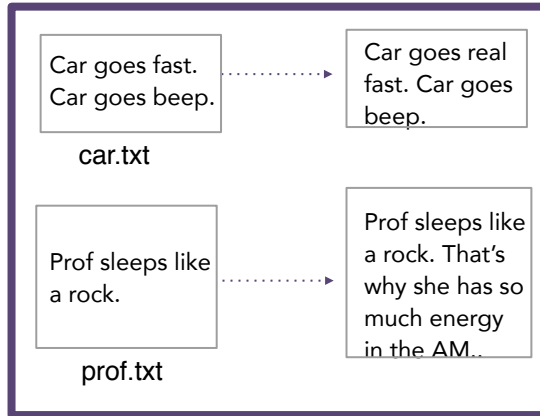 Car goes fast.
Car goes beep.
car.txt
Car goes real
fast. Car goes
beep.
Prof sleeps like
a rock.
prof.txt
Prof sleeps like
a rock. That's
why she has so
much energy
in the AM..